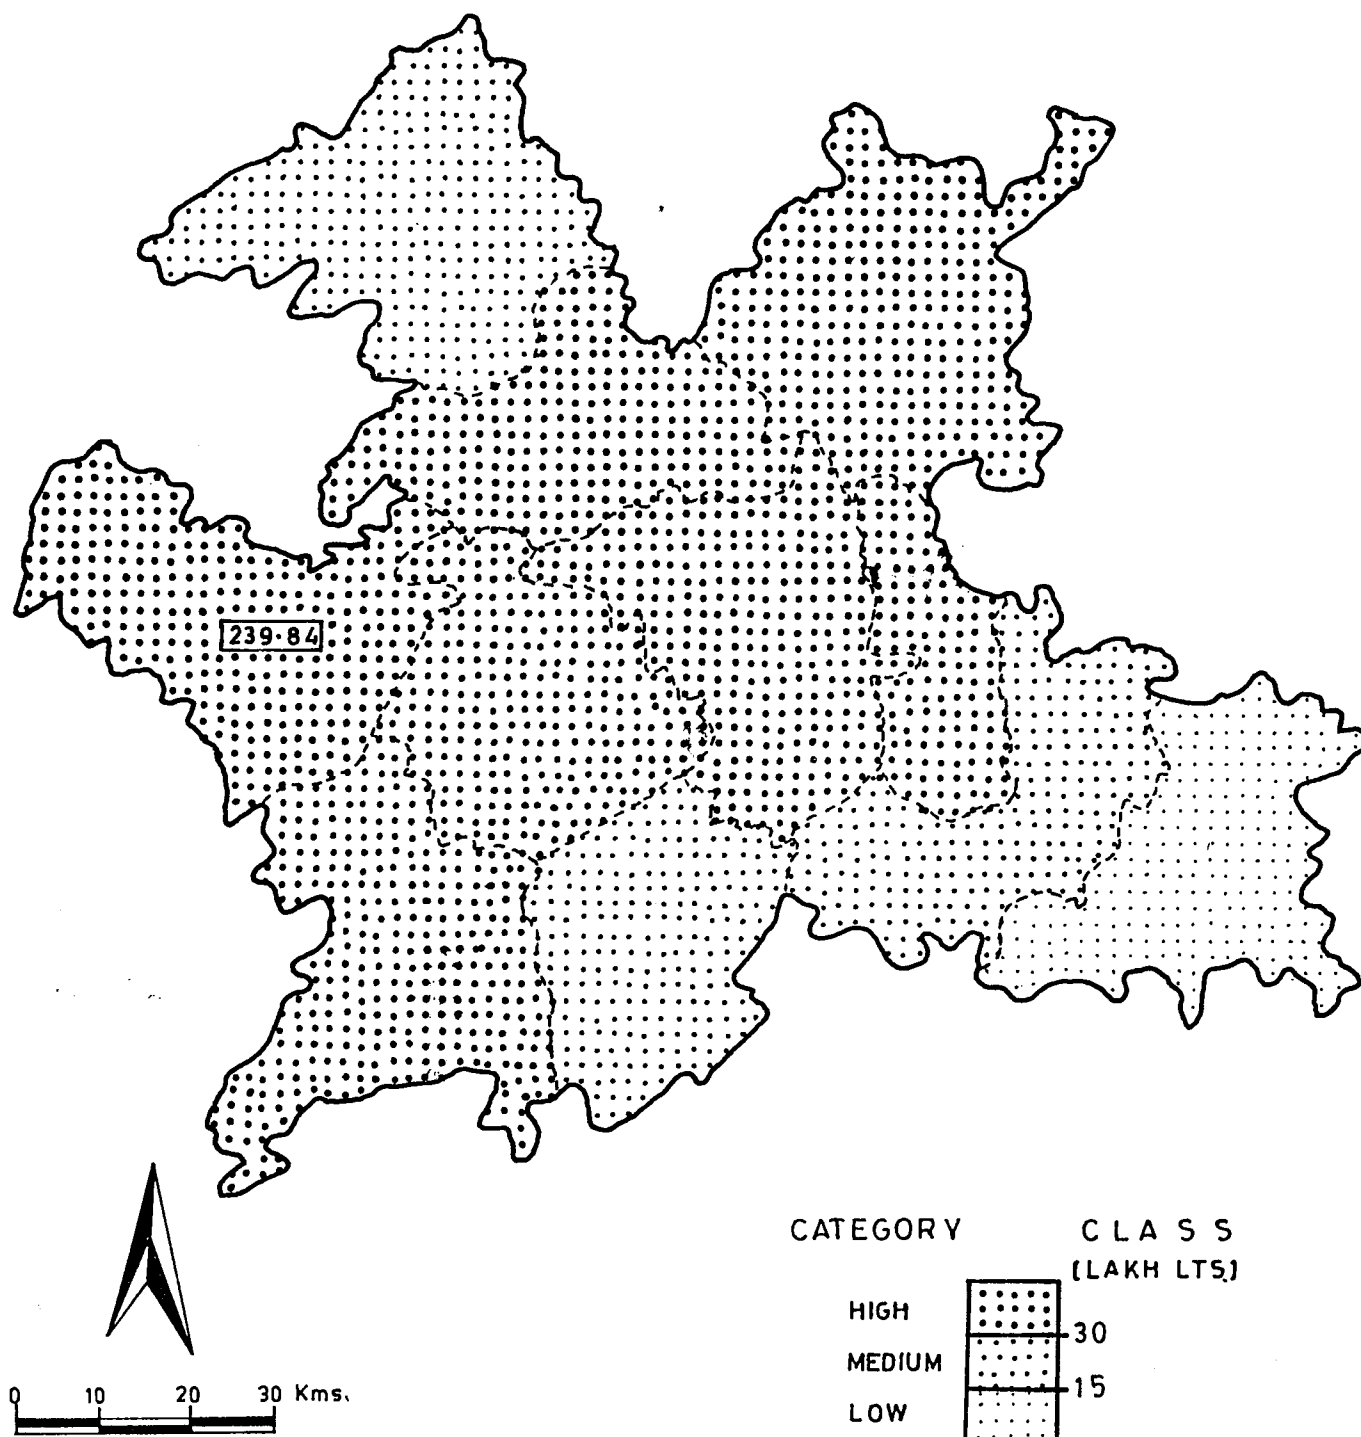 239·84
CATEGORY CLASS
(LAKH LTS.)
HIGH
30
MEDIUM
15
LOW
0 10 20 30 Kms.